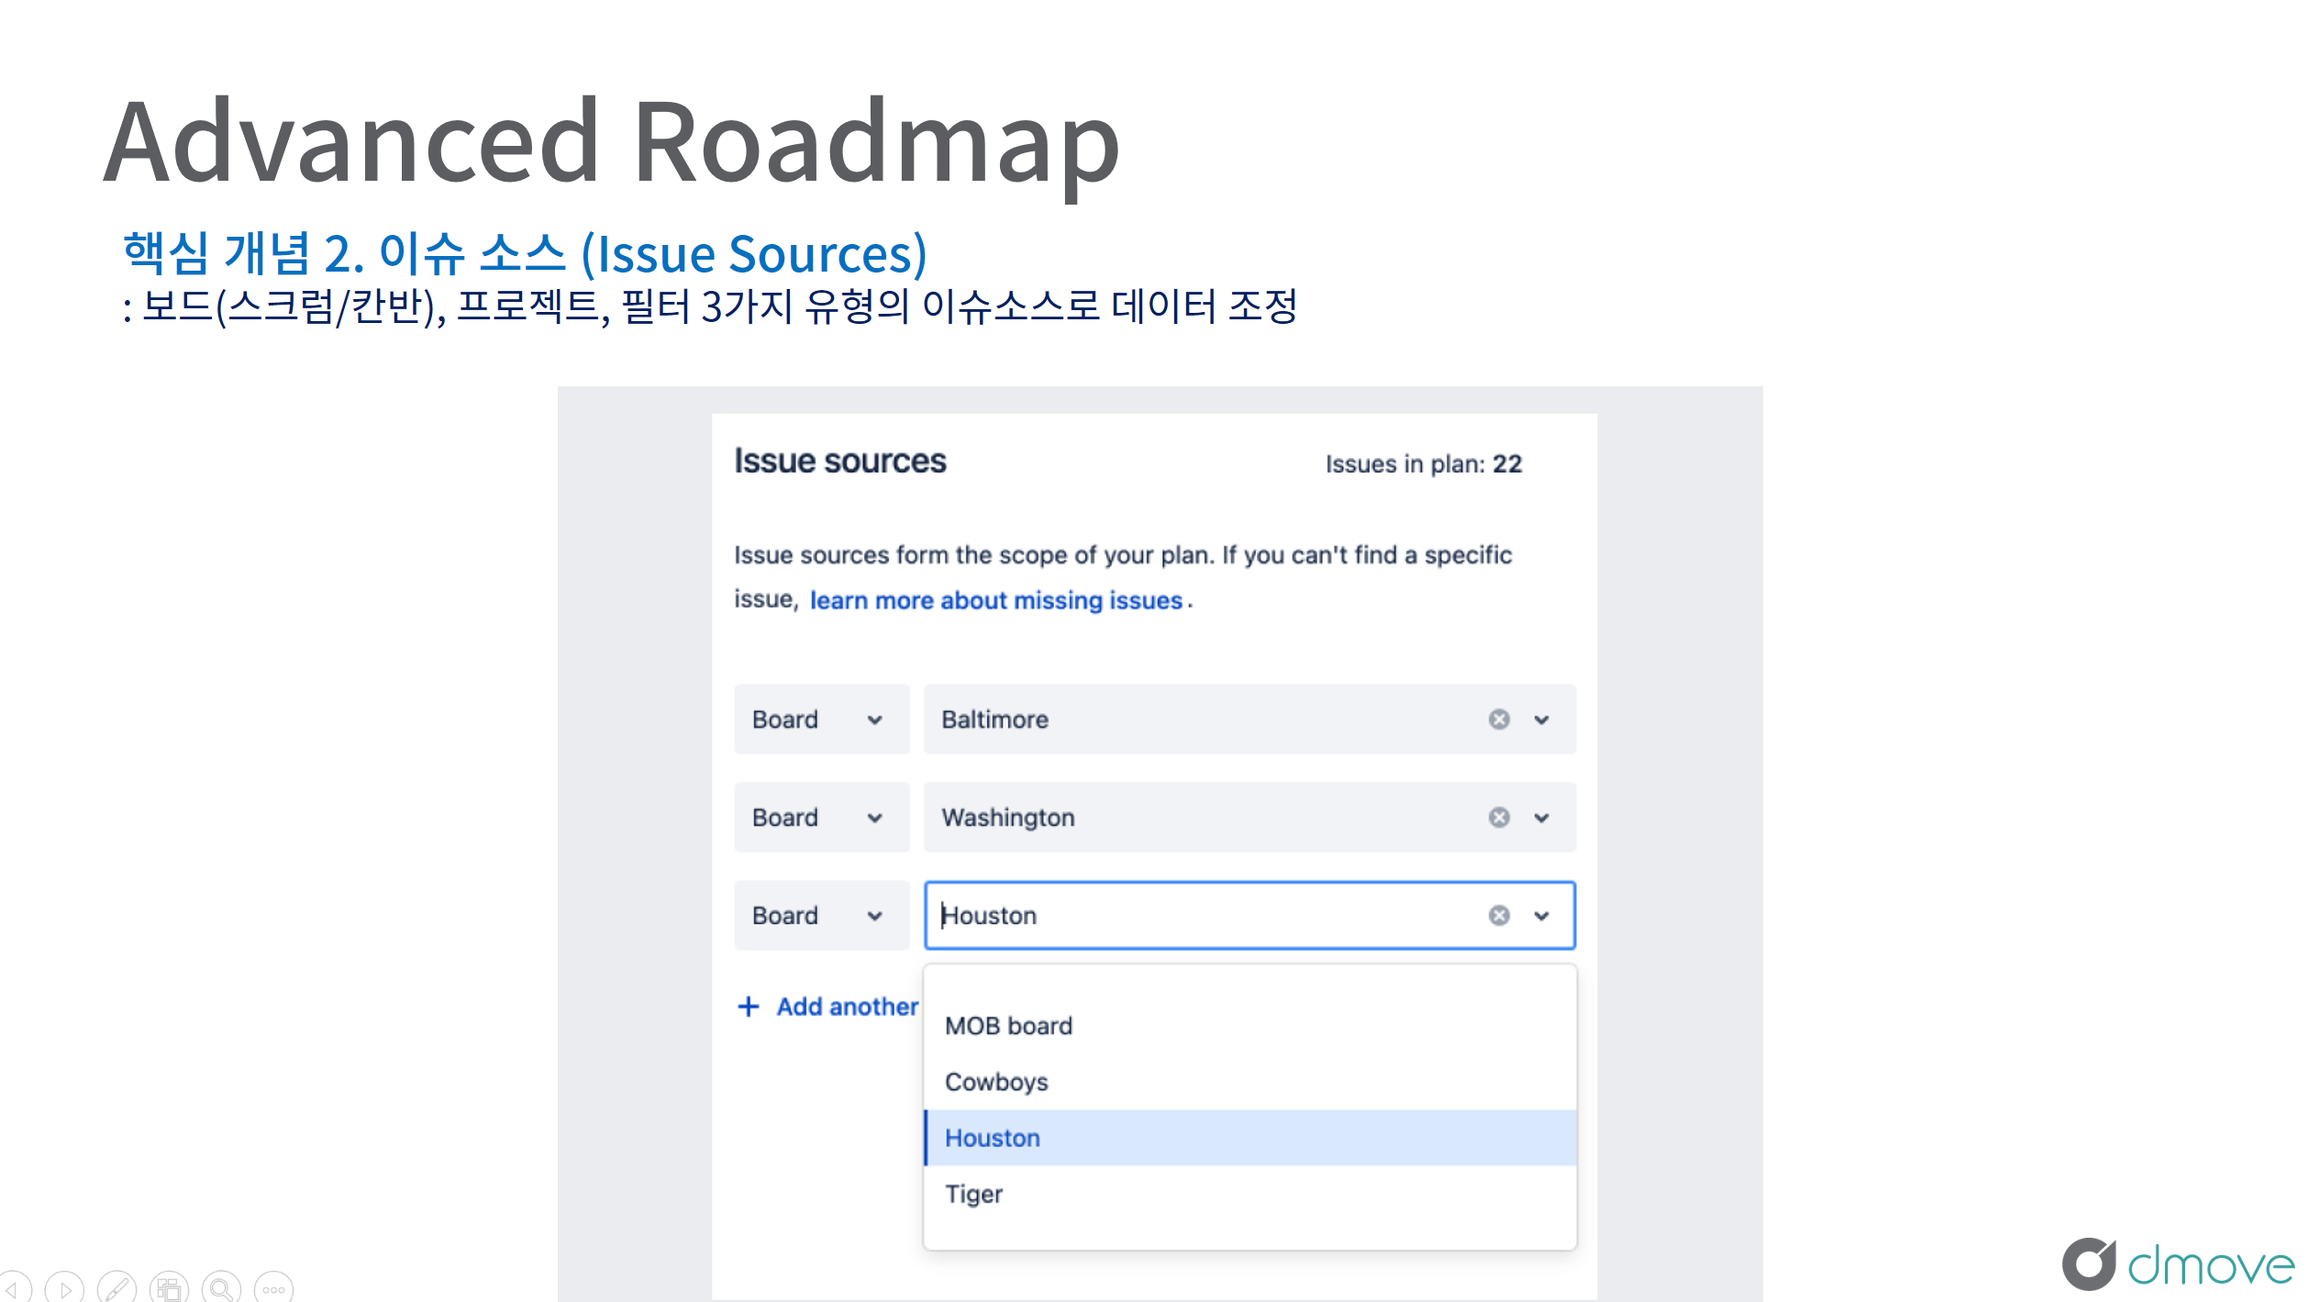 Advanced Roadmap
핵심 개념 2. 이슈 소스 (Issue Sources)
: 보드(스크럼/칸반), 프로젝트, 필터 3가지 유형의 이슈소스로 데이터 조정
Issue sources
Issues in plan: 22
Issue sources form the scope of your plan. If you can't find a specific
issue, learn more about missing issues.
Board
Baltimore
Board
Washington
Board
Houston
+ Add another
MOB board
Cowboys
Houston
Tiger
dmove